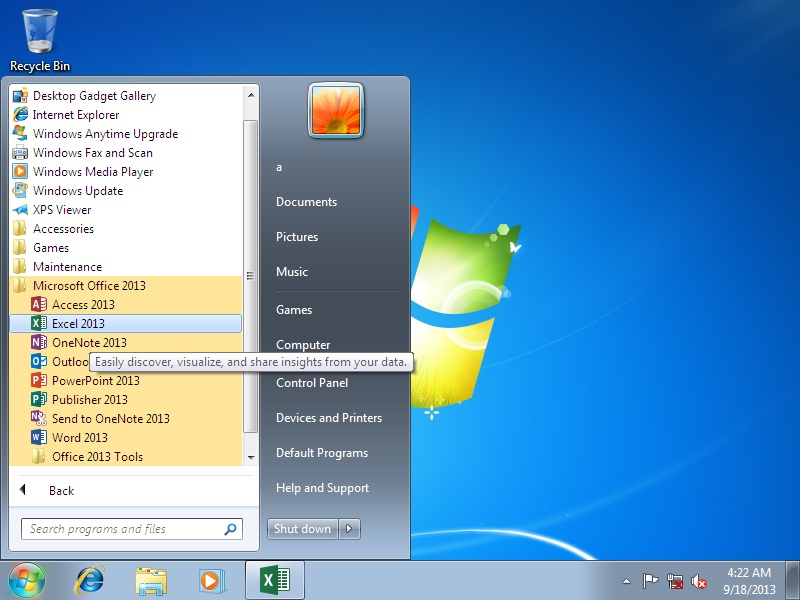 Recycle Bin
Desktop Gadget Gallery
Internet Explorer
Windows Anytime Upgrade
Windows Fax and Scan
Windows Media Player
Windows Update
XPS Viewer
Accessories
Games
Maintenance
Microsoft Office 2013
Access 2013
Excel 2013
OneNote 2013
Outloo
Easily discover, visualize, and share insights from your data.
PowerPoint 2013
Publisher 2013
Send to OneNote 2013
Word 2013
Office 2013 Tools
Back
Search programs and files
a
Documents
Pictures
Music
Games
Computer
Control Panel
Devices and Printers
Default Programs
Help and Support
Shut down
4:22 AM
9/18/2013